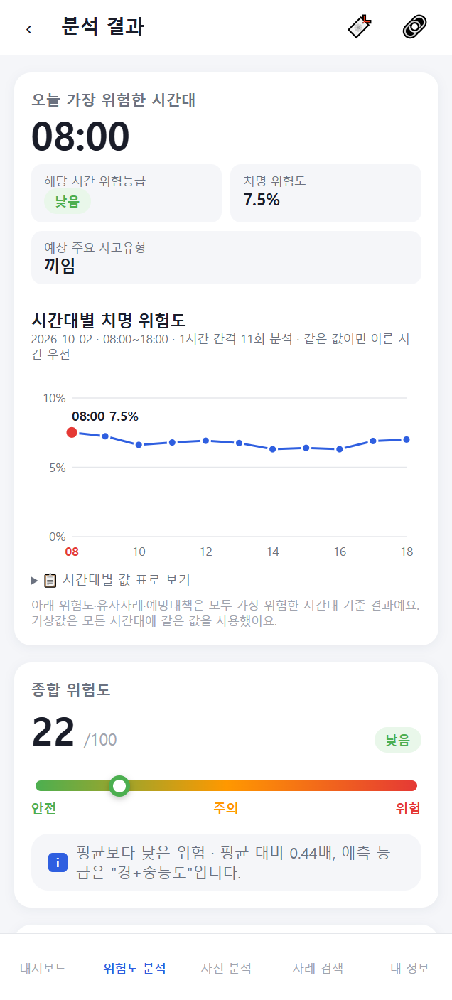 ‹ 분석 결과
오늘 가장 위험한 시간대
08:00
해당 시간 위험등급
낮음
치명 위험도
7.5%
예상 주요 사고유형
끼임
시간대별 치명 위험도
2026-10-02 · 08:00~18:00 · 1시간 간격 11회 분석 · 같은 값이면 이른 시
간 우선
10%
08:00 7.5%
5%
0%
08 10 12 14 16 18
▶ 📋 시간대별 값 표로 보기
아래 위험도·유사사례·예방대책은 모두 가장 위험한 시간대 기준 결과예요.
기상값은 모든 시간대에 같은 값을 사용했어요.
종합 위험도
22 /100
낮음
안전 주의 위험
i 평균보다 낮은 위험 · 평균 대비 0.44배, 예측 등
급은 "경+중등도"입니다.
대시보드 위험도 분석 사진 분석 사례 검색 내 정보